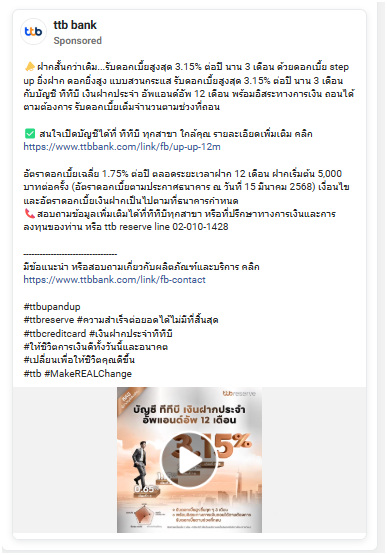 ttb bank
Sponsored
🔔ฝากสั้นกว่าเดิม...รับดอกเบี้ยสูงสุด 3.15% ต่อปี นาน 3 เดือน ด้วยดอกเบี้ย step
up ยิ่งฝาก ดอกยิ่งสูง แบบสวนกระแส รับดอกเบี้ยสูงสุด 3.15% ต่อปี นาน 3 เดือน
กับบัญชี ทีทีบี เงินฝากประจำ อัพแอนด์อัพ 12 เดือน พร้อมอิสระทางการเงิน ถอนได้
ตามต้องการ รับดอกเบี้ยเต็มจำนวนตามช่วงที่ถอน
✅ สนใจเปิดบัญชีได้ที่ ทีทีบี ทุกสาขา ใกล้คุณ รายละเอียดเพิ่มเติม คลิก
https://www.ttbbank.com/link/fb/up-up-12m
อัตราดอกเบี้ยเฉลี่ย 1.75% ต่อปี ตลอดระยะเวลาฝาก 12 เดือน ฝากเริ่มต้น 5,000
บาทต่อครั้ง (อัตราดอกเบี้ยตามประกาศธนาคาร ณ วันที่ 15 มีนาคม 2568) เงื่อนไข
และอัตราดอกเบี้ยเงินฝากเป็นไปตามที่ธนาคารกำหนด
📞สอบถามข้อมูลเพิ่มเติมได้ที่ทีทีบีทุกสาขา หรือที่ปรึกษาทางการเงินและการ
ลงทุนของท่าน หรือ ttb reserve line 02-010-1428
--------------------------------
มีข้อแนะนำ หรือสอบถามเกี่ยวกับผลิตภัณฑ์และบริการ คลิก
https://www.ttbbank.com/link/fb-contact
#ttbupandup
#ttbreserve #ความสำเร็จต่อยอดได้ไม่มีที่สิ้นสุด
#ttbcreditcard #เงินฝากประจำทีทีบี
#ให้ชีวิตการเงินดีทั้งวันนี้และอนาคต
#เปลี่ยนเพื่อให้ชีวิตคุณดีขึ้น
#ttb #MakeREALChange
ttb reserve
บัญชี ทีทีบี เงินฝากประจำ
อัพแอนด์อัพ 12 เดือน
3.15%
0.65